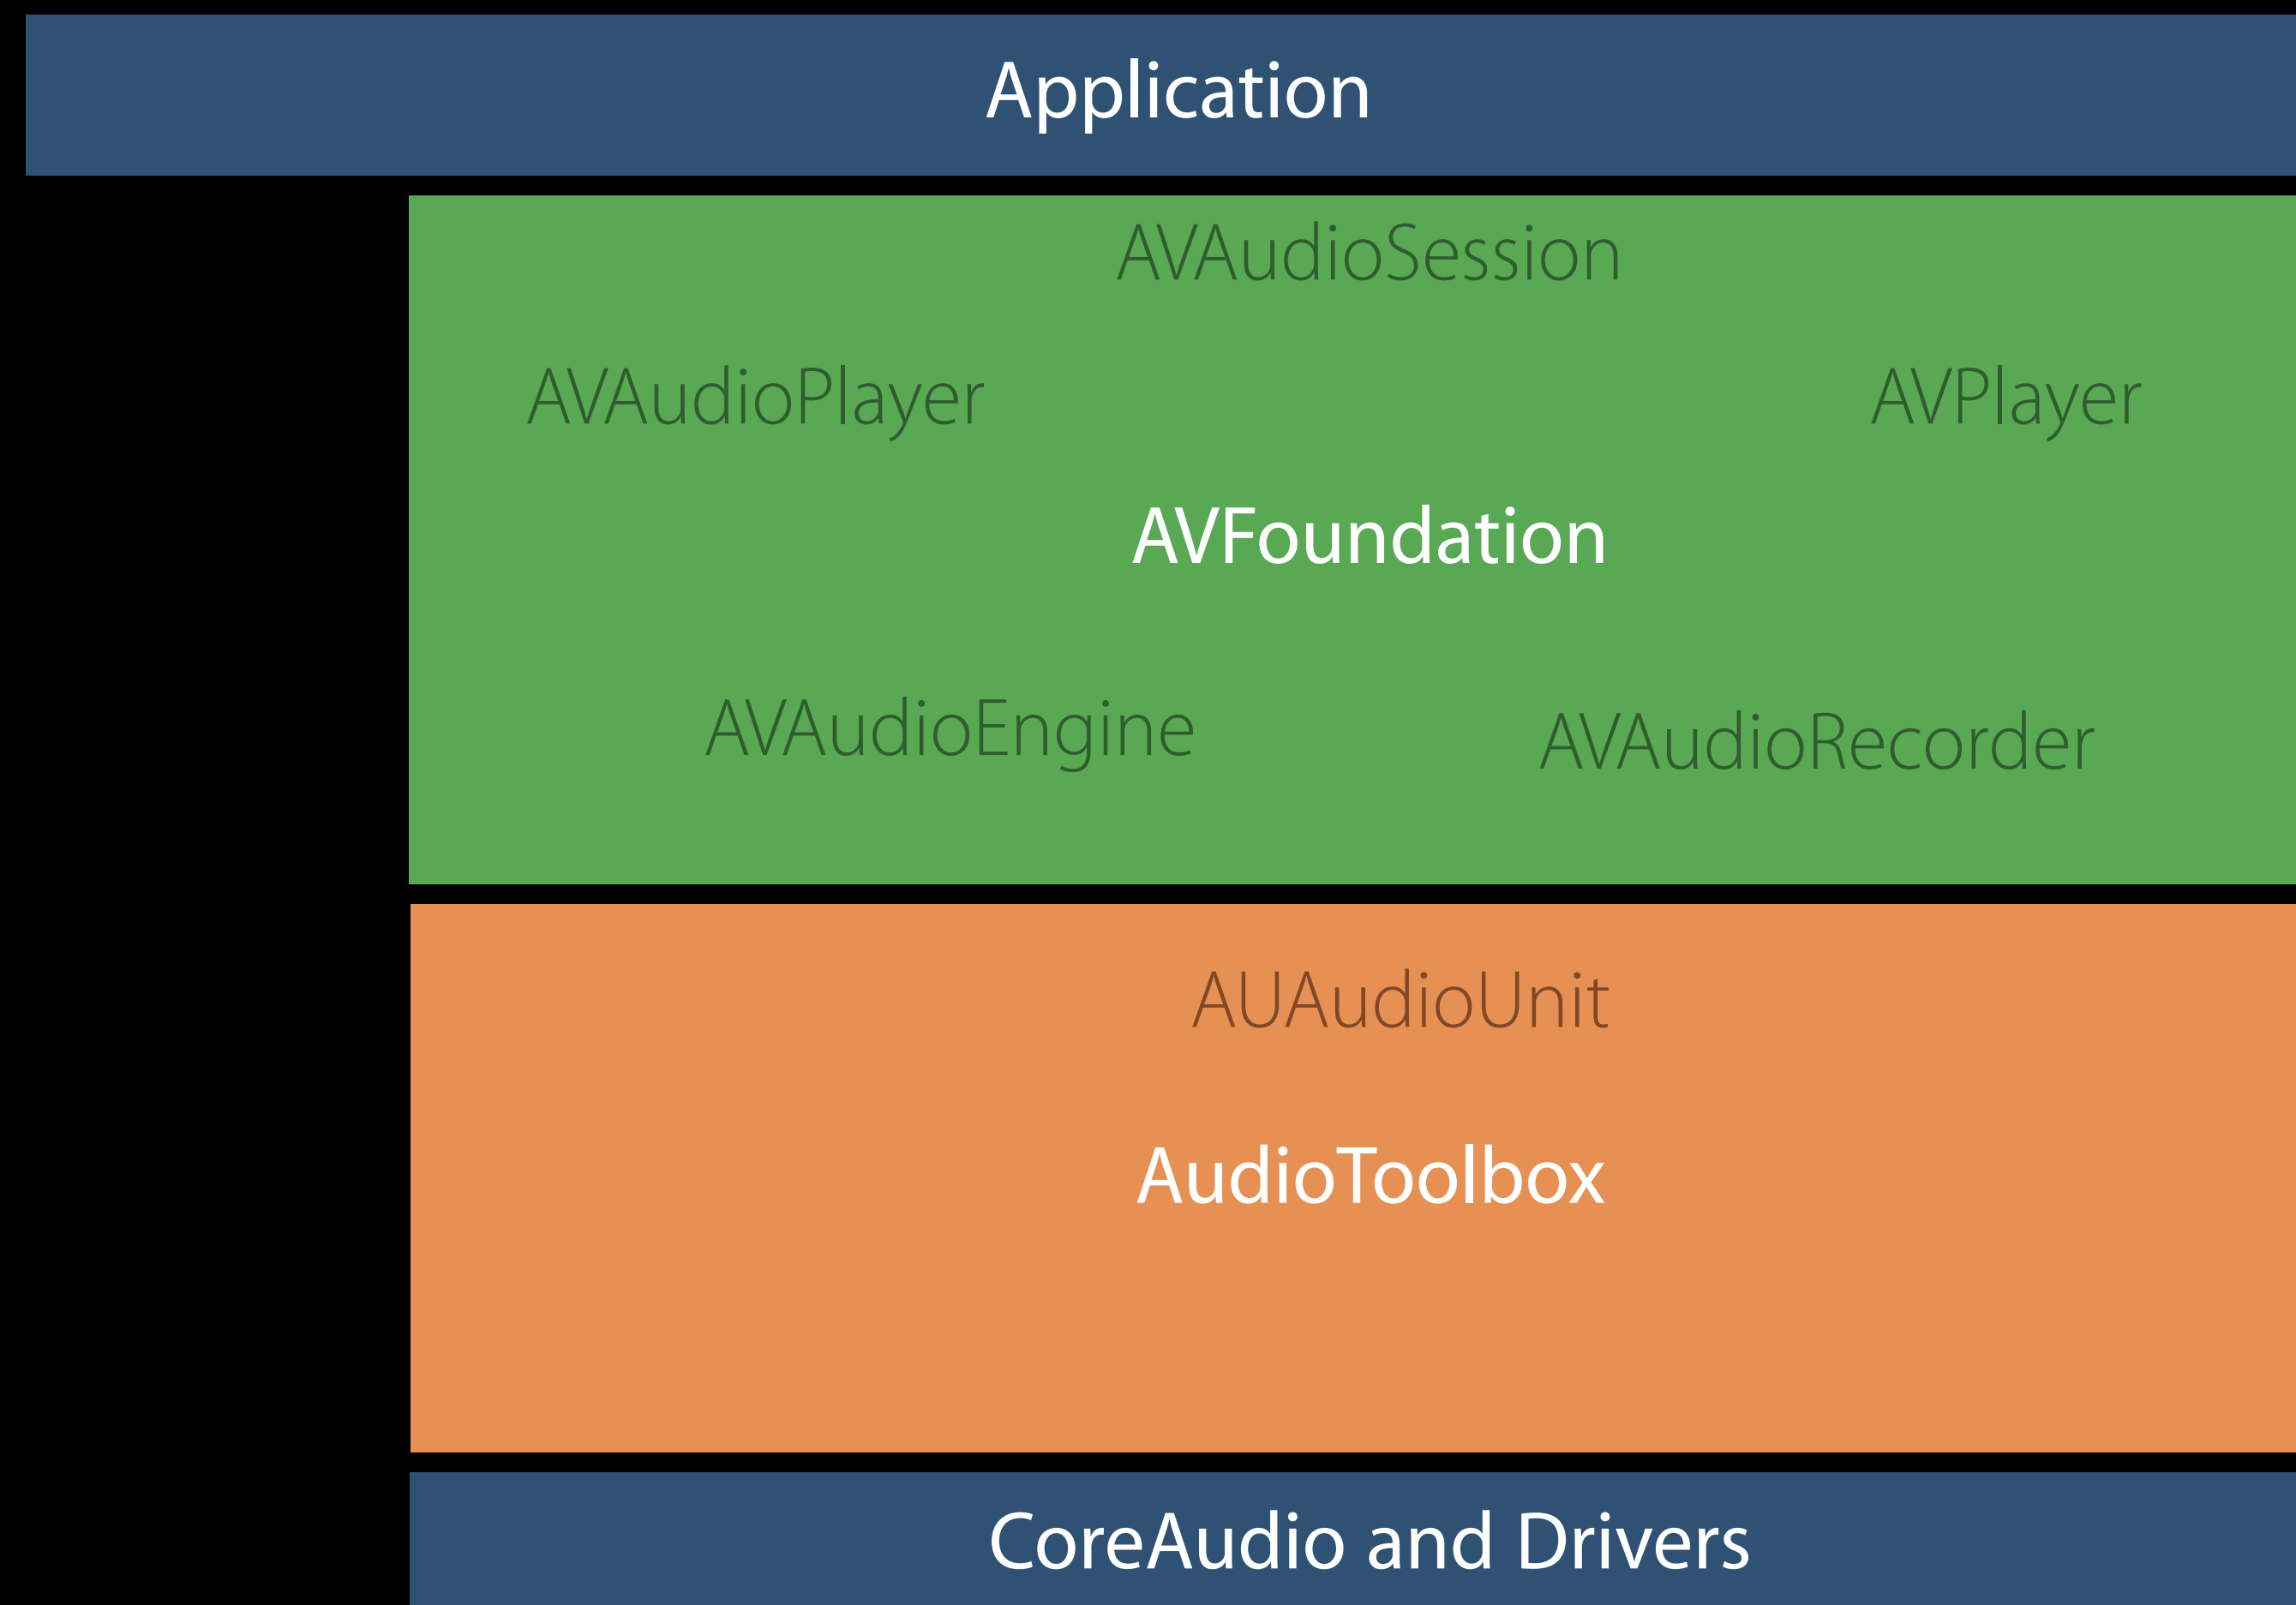 Application
AVAudioSession
AVAudioPlayer
AVPlayer
AVFoundation
AVAudioEngine
AVAudioRecorder
AUAudioUnit
AudioToolbox
CoreAudio and Drivers